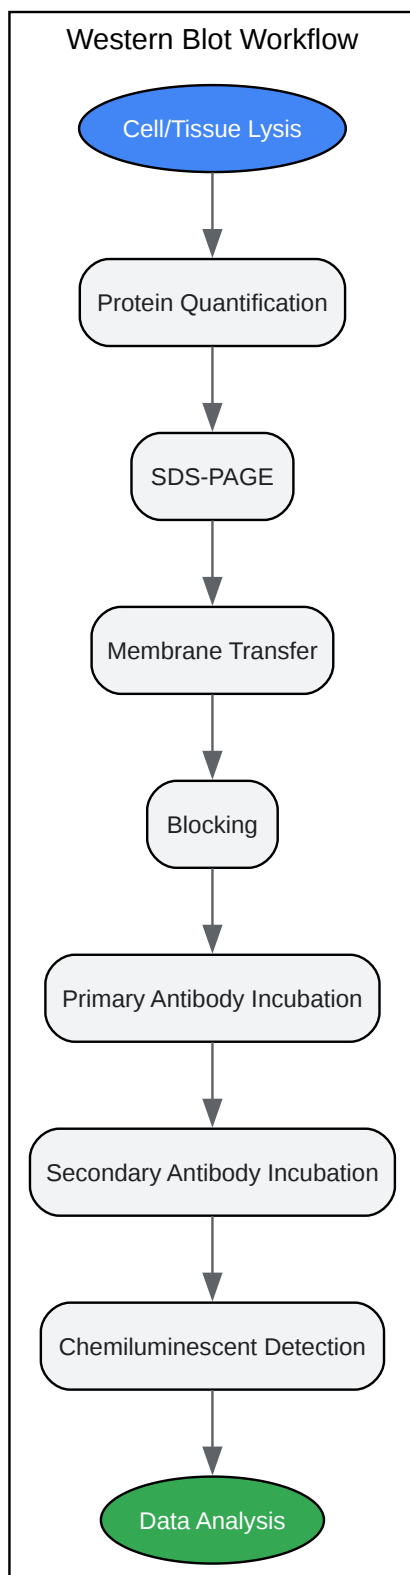 Western Blot Workflow
Cell/Tissue Lysis
Protein Quantification
SDS-PAGE
Membrane Transfer
Blocking
Primary Antibody Incubation
Secondary Antibody Incubation
Chemiluminescent Detection
Data Analysis